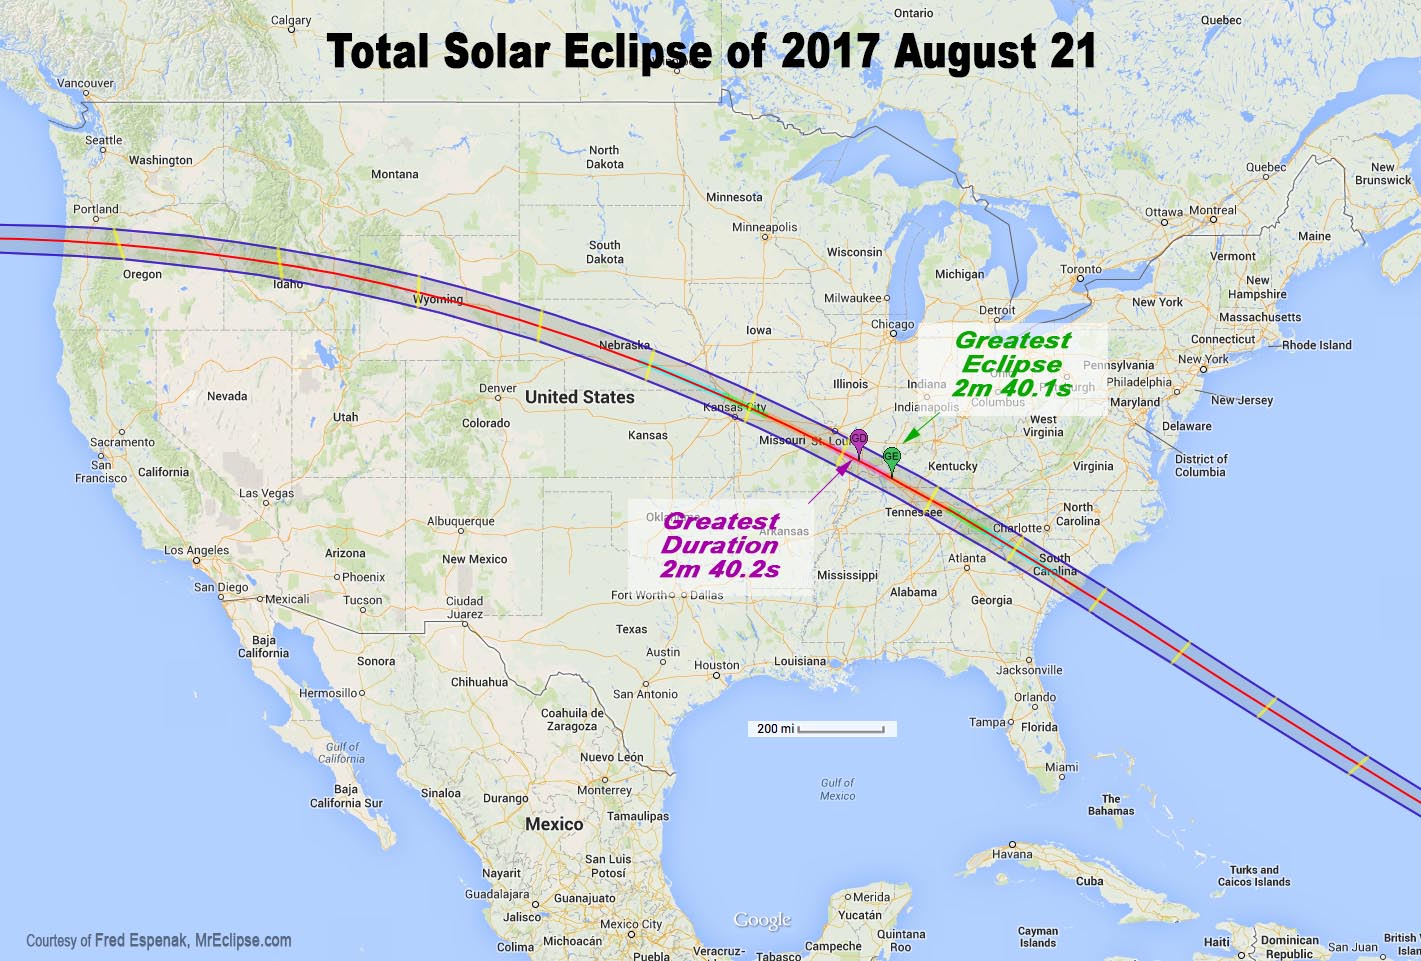 Total Solar Eclipse of 2017 August 21
Calgary
Ontario
Quebec
Vancouver
Seattle
Washington
Montana
North
Dakota
Minnesota
Quebec
New
Brunswick
Portland
Ottawa
Montreal
Minneapolis
Maine
South
Dakota
Wisconsin
Michigan
Toronto
Vermont
Oregon
Idaho
Wyoming
Milwaukee
Detroit
New York
New
Hampshire
Massachusetts
Iowa
Chicago
Connecticut
Rhode Island
Nebraska
Greatest
Eclipse
2m 40.1s
Pennsylvania
New York
Ohio
Pittsburgh
Philadelphia
Nevada
Denver
United States
Illinois
Indiana
Indianapolis
Columbus
Maryland
New Jersey
Utah
Colorado
Kansas City
West
Virginia
Delaware
Sacramento
Kansas
Missouri
St. Louis
GD
GE
San
Francisco
California
Kentucky
Virginia
District of
Columbia
Las Vegas
Tennessee
North
Carolina
Albuquerque
Oklahoma
Greatest
Duration
2m 40.2s
Arkansas
Charlotte
Los Angeles
Arizona
New Mexico
Atlanta
South
Carolina
Phoenix
Mississippi
San Diego
Mexicali
Tucson
Ciudad
Juarez
Fort Worth
Dallas
Alabama
Georgia
Baja
California
Sonora
Texas
Austin
Houston
Louisiana
Jacksonville
Hermosillo
Chihuahua
San Antonio
Orlando
Coahuila de
Zaragoza
200 mi
Tampa
Florida
Gulf of
California
Nuevo León
Miami
Baja
California Sur
Sinaloa
Durango
Monterrey
Gulf of
Mexico
The
Bahamas
Mexico
Tamaulipas
Havana
San Luis
Potosí
Nayarit
Cuba
Turks and
Caicos Islands
Guadalajara
Guanajuato
Merida
Jalisco
Google
Yucatán
Mexico City
Courtesy of Fred Espenak, MrEclipse.com
Colima
Michoacán
Puebla
Veracruz-
Tabasco
Campeche
Quintana
Roo
Cayman
Islands
Haiti
Dominican
Republic
San Juan
British